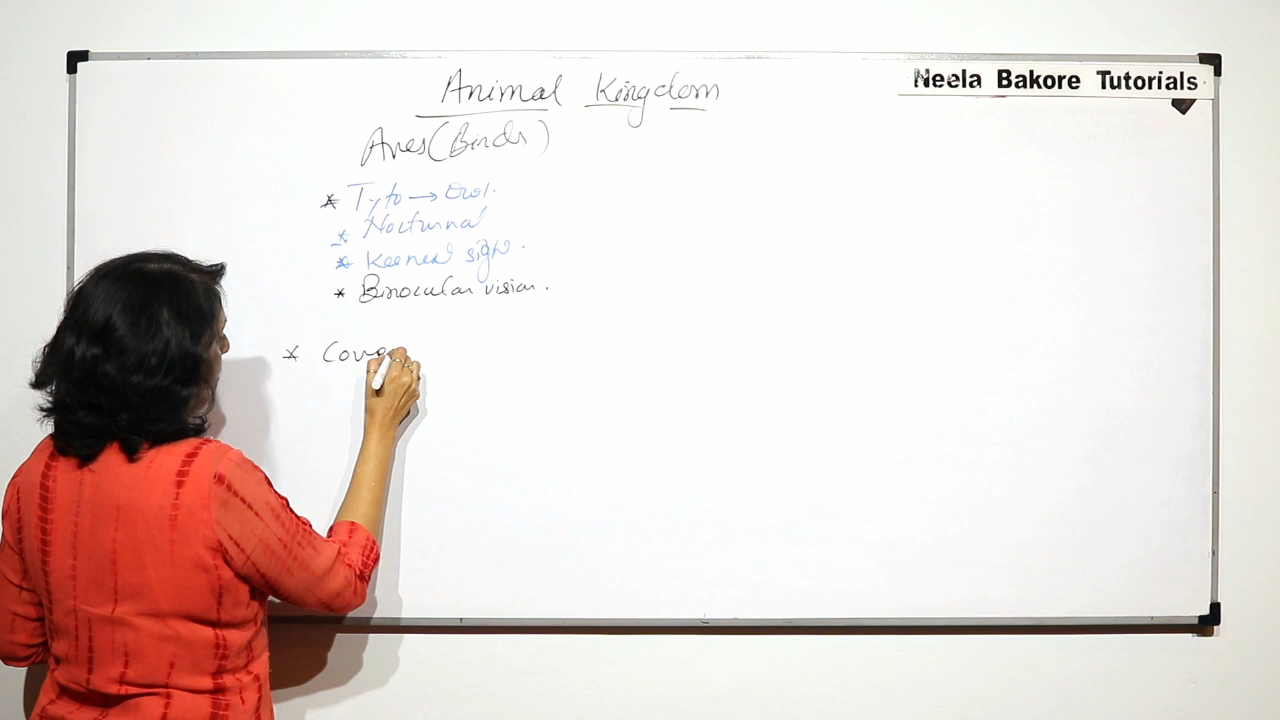 Animal Kingdom
Neela Bakore Tutorials
Aves (Birds)
* Tyto → Owl.
* Nocturnal
* Keened sight.
* Binocular vision.
* Cove